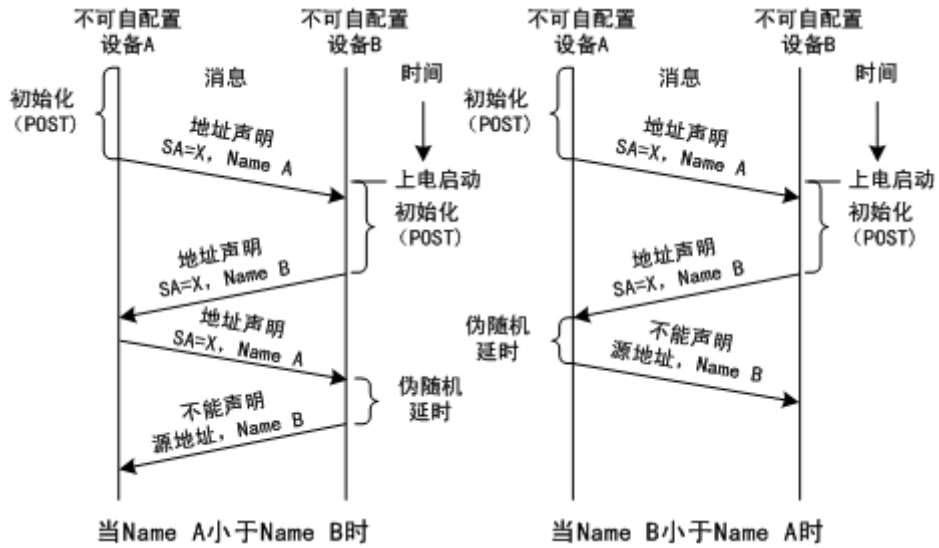 不可自配置
设备A
不可自配置
设备B
消息
时间
初始化
（POST）
地址声明
SA=X, Name A
上电启动
初始化
（POST）
地址声明
SA=X, Name B
地址声明
SA=X, Name A
伪随机
延时
不能声明
源地址, Name B
当Name A小于Name B时
不可自配置
设备A
不可自配置
设备B
消息
时间
初始化
（POST）
地址声明
SA=X, Name A
上电启动
初始化
（POST）
地址声明
SA=X, Name B
伪随机
延时
不能声明
源地址, Name B
当Name B小于Name A时